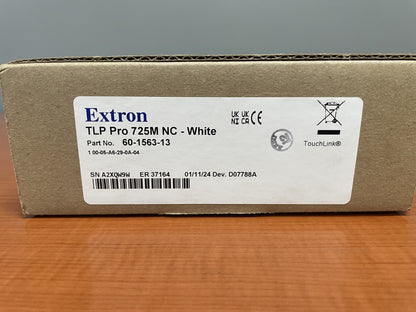 Extron
TLP Pro 725M NC - White
Part No. 60-1563-13
1 00-05-A6-29-0A-04
UK UK CE
NI CA
TouchLink®
SN A2XQW9W ER 37164 01/11/24 Dev. D07788A